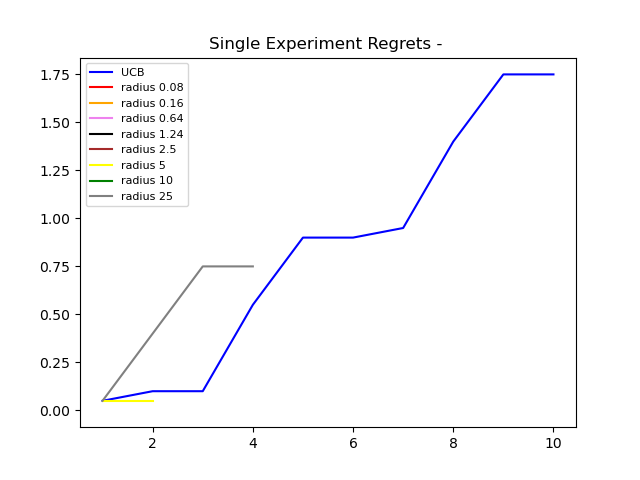 Single Experiment Regrets -
UCB
radius 0.08
radius 0.16
radius 0.64
radius 1.24
radius 2.5
radius 5
radius 10
radius 25
1.75
1.50
1.25
1.00
0.75
0.50
0.25
0.00
2
4
6
8
10